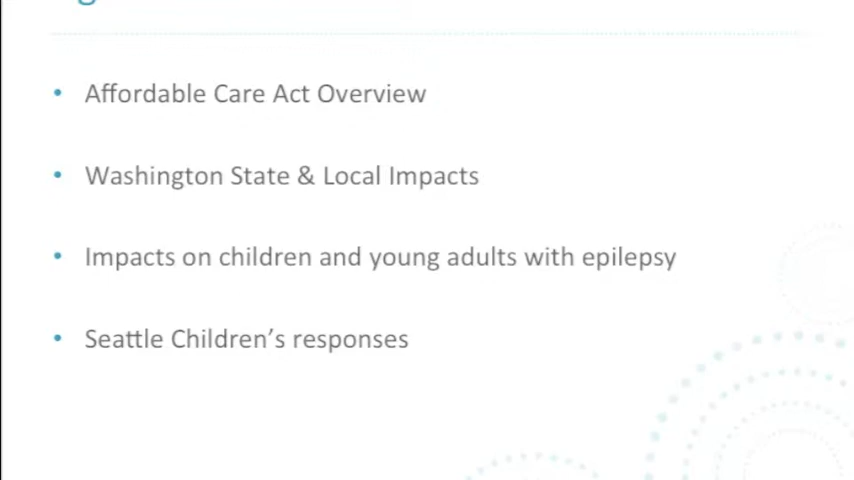 Affordable Care Act Overview
Washington State & Local Impacts
Impacts on children and young adults with epilepsy
Seattle Children's responses